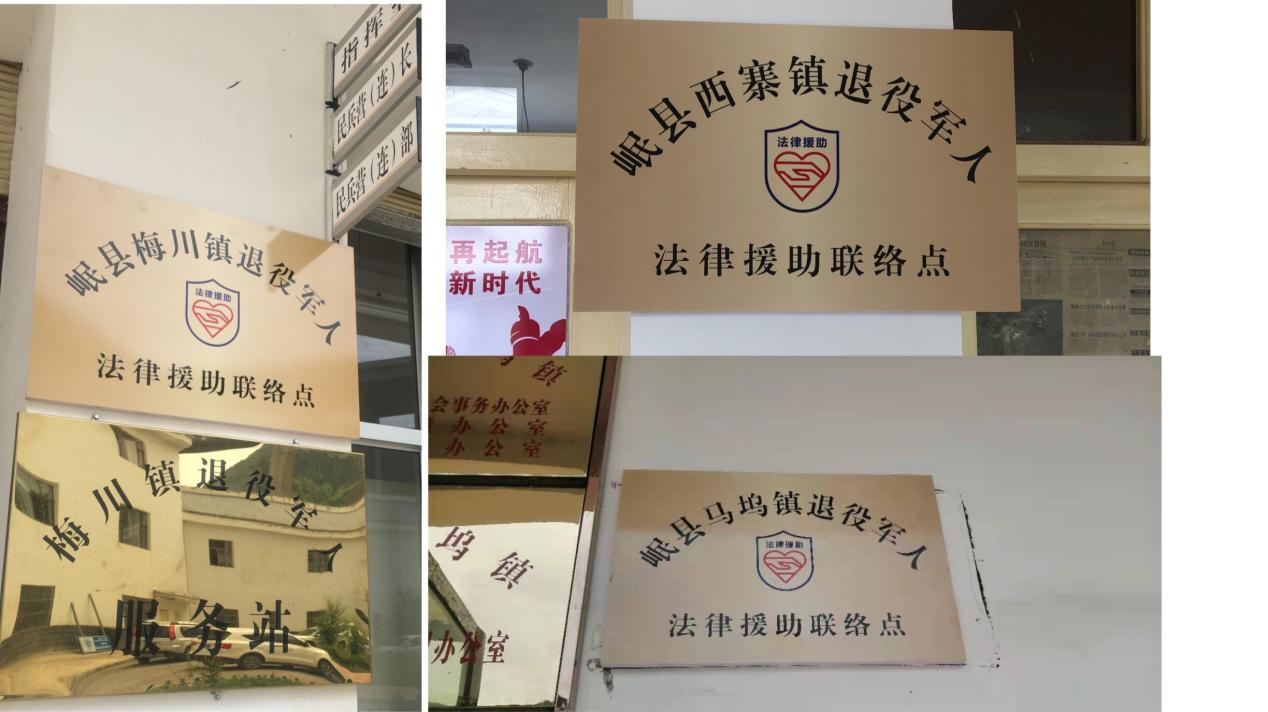 指挥
民兵营(连)长
民兵营(连)部
岷县梅川镇退役军人
法律援助
法律援助联络点
梅川镇退役军人
服务站
岷县西寨镇退役军人
法律援助
法律援助联络点
再起航
新时代
镇
会事务办公室
办公室
办公室
坞镇
办公室
岷县马坞镇退役军人
法律援助
法律援助联络点